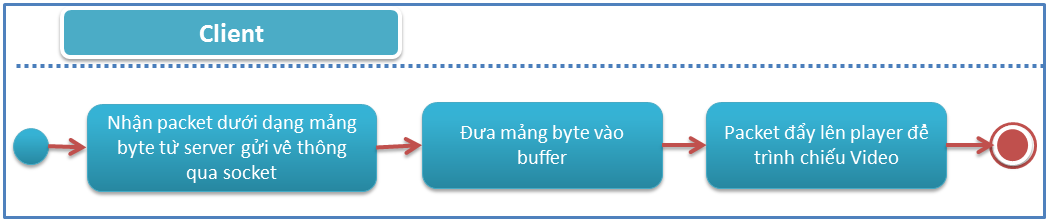 Client
Nhận packet dưới dạng mảng
byte từ server gửi về thông
qua socket
Đưa mảng byte vào
buffer
Packet đẩy lên player để
trình chiếu Video